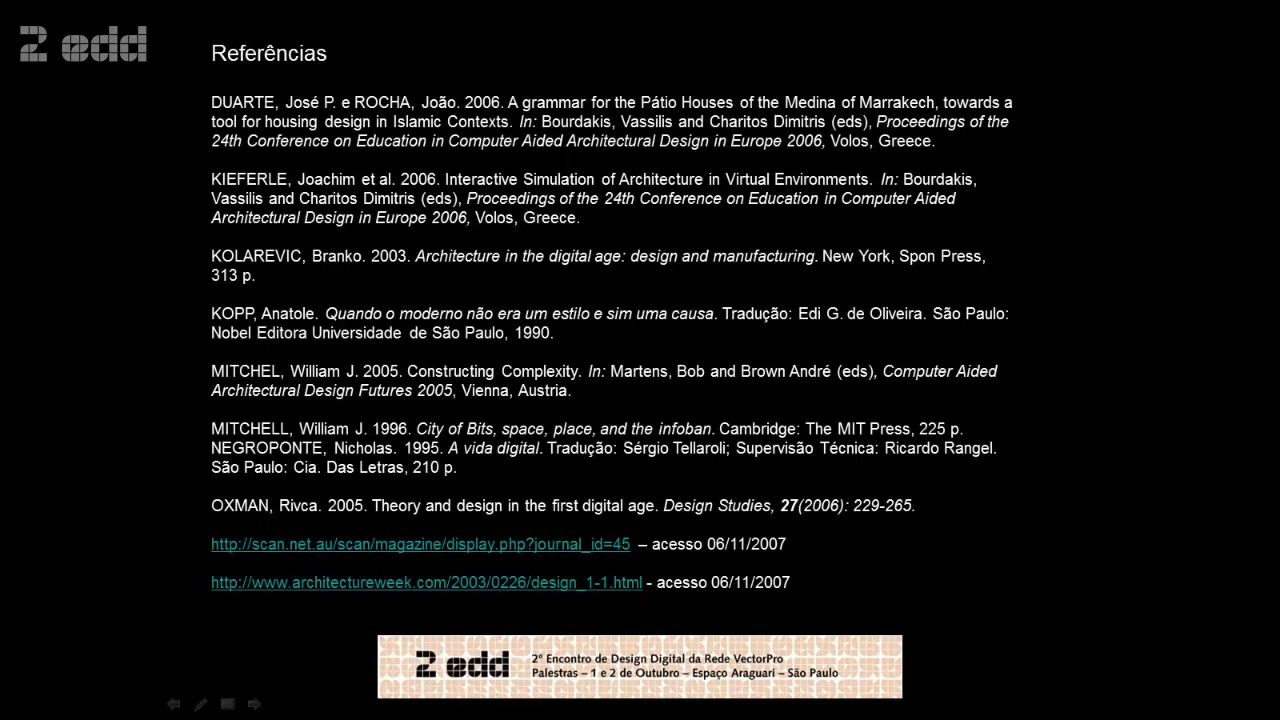 2 edd
Referências
DUARTE, José P. e ROCHA, João. 2006. A grammar for the Pátio Houses of the Medina of Marrakech, towards a
tool for housing design in Islamic Contexts. In: Bourdakis, Vassilis and Charitos Dimitris (eds), Proceedings of the
24th Conference on Education in Computer Aided Architectural Design in Europe 2006, Volos, Greece.
KIEFERLE, Joachim et al. 2006. Interactive Simulation of Architecture in Virtual Environments. In: Bourdakis,
Vassilis and Charitos Dimitris (eds), Proceedings of the 24th Conference on Education in Computer Aided
Architectural Design in Europe 2006, Volos, Greece.
KOLAREVIC, Branko. 2003. Architecture in the digital age: design and manufacturing. New York, Spon Press,
313 p.
KOPP, Anatole. Quando o moderno não era um estilo e sim uma causa. Tradução: Edi G. de Oliveira. São Paulo:
Nobel Editora Universidade de São Paulo, 1990.
MITCHEL, William J. 2005. Constructing Complexity. In: Martens, Bob and Brown André (eds), Computer Aided
Architectural Design Futures 2005, Vienna, Austria.
MITCHELL, William J. 1996. City of Bits, space, place, and the infoban. Cambridge: The MIT Press, 225 p.
NEGROPONTE, Nicholas. 1995. A vida digital. Tradução: Sérgio Tellaroli; Supervisão Técnica: Ricardo Rangel.
São Paulo: Cia. Das Letras, 210 p.
OXMAN, Rivca. 2005. Theory and design in the first digital age. Design Studies, 27(2006): 229-265.
http://scan.net.au/scan/magazine/display.php?journal_id=45 – acesso 06/11/2007
http://www.architectureweek.com/2003/0226/design_1-1.html - acesso 06/11/2007
2 edd
2º Encontro de Design Digital da Rede VectorPro
Palestras – 1 e 2 de Outubro – Espaço Araguari – São Paulo